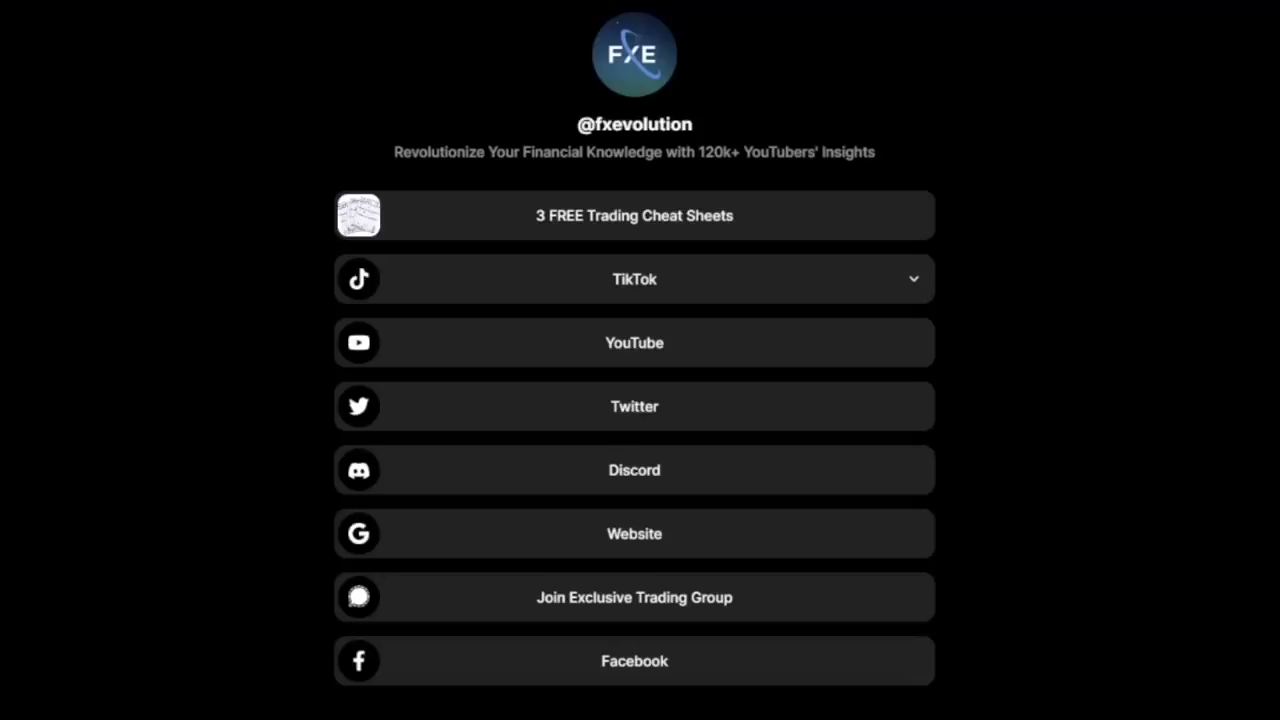 FXE
@fxevolution
Revolutionize Your Financial Knowledge with 120k+ YouTubers' Insights
3 FREE Trading Cheat Sheets
TikTok
YouTube
Twitter
Discord
Website
Join Exclusive Trading Group
Facebook